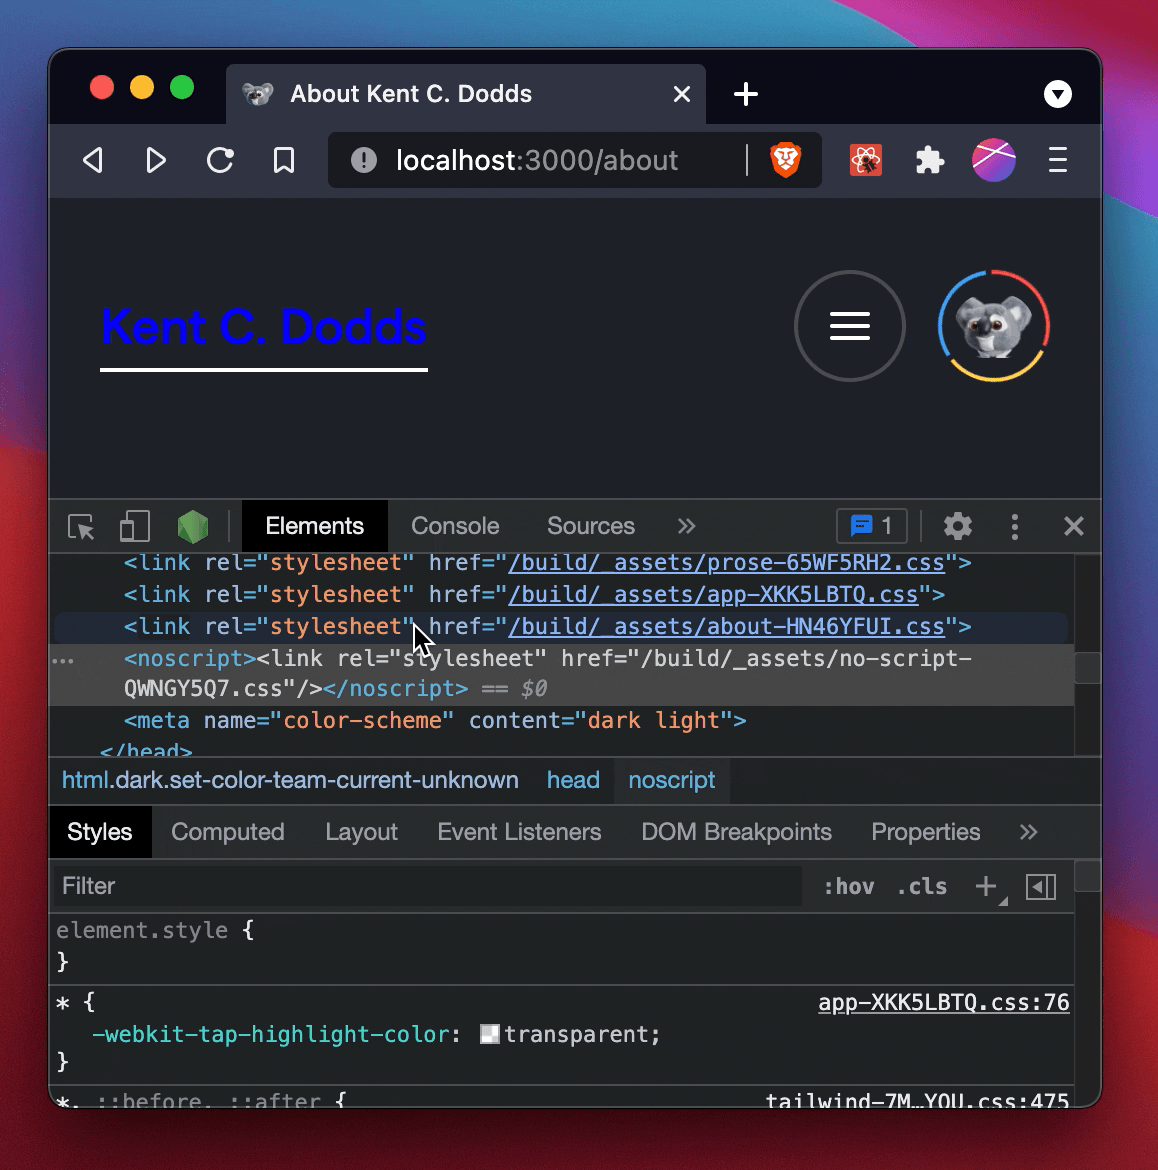 About Kent C. Dodds
localhost:3000/about
Kent C. Dodds
Elements Console Sources » 1
<link rel="stylesheet" href="/build/_assets/prose-65WF5RH2.css">
<link rel="stylesheet" href="/build/_assets/app-XKK5LBTQ.css">
<link rel="stylesheet" href="/build/_assets/about-HN46YFUI.css">
<noscript><link rel="stylesheet" href="/build/_assets/no-script-
QWNGY5Q7.css"/></noscript> == $0
<meta name="color-scheme" content="dark light">
</head>
html.dark.set-color-team-current-unknown head noscript
Styles Computed Layout Event Listeners DOM Breakpoints Properties »
Filter :hov .cls +
element.style {
}
* { app-XKK5LBTQ.css:76
-webkit-tap-highlight-color: transparent;
}
*, ::before, ::after { tailwind-7M…YOU.css:475